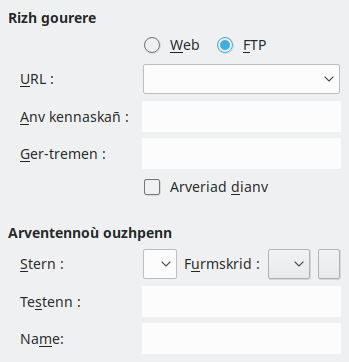 Rizh gourere
Web FTP
URL :
Anv kennaskañ :
Ger-tremen :
Arveriad dianv
Arventennoù ouzhpenn
Stern : Furmskrid :
Testenn :
Name: